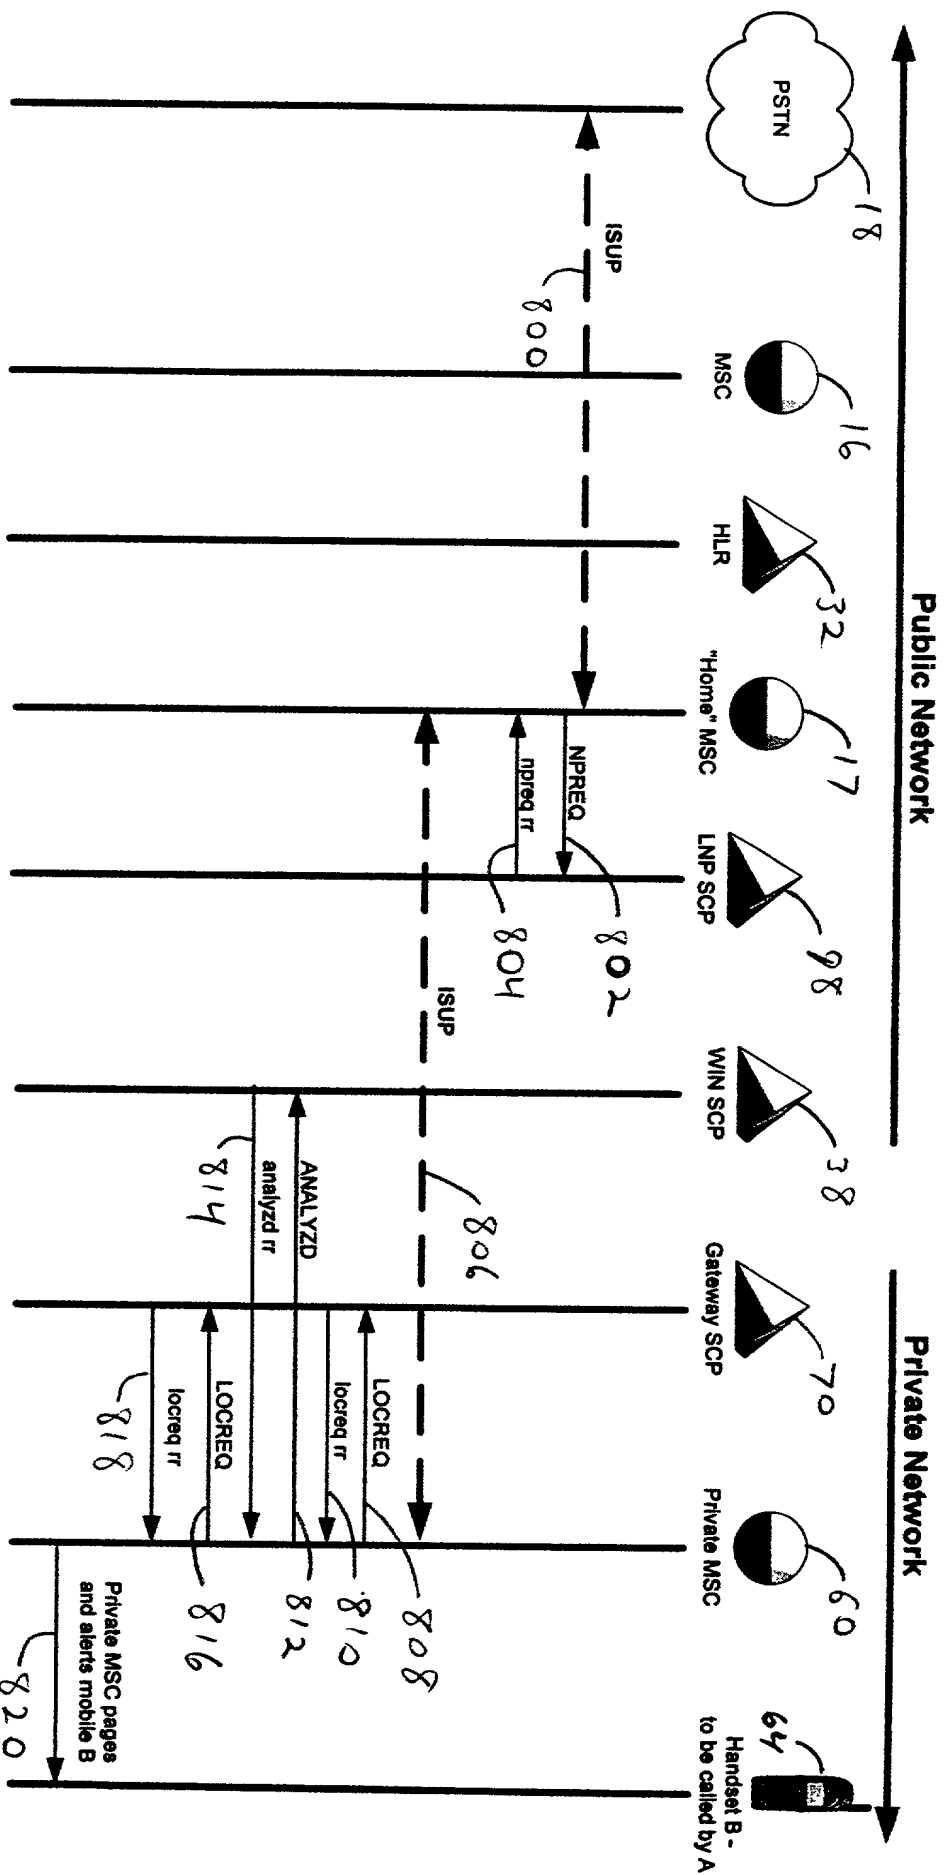 Public Network
Private Network
PSTN
18
MSC
16
HLR
32
"Home" MSC
17
LNP SCP
98
WIN SCP
38
Gateway SCP
70
Private MSC
60
Handset B -
to be called by A
64
ISUP
800
NPREQ
802
npreq rr
804
ISUP
806
LOCREQ
808
locreq rr
810
ANALYZD
812
analyzd rr
814
LOCREQ
816
locreq rr
818
Private MSC pages
and alerts mobile B
820